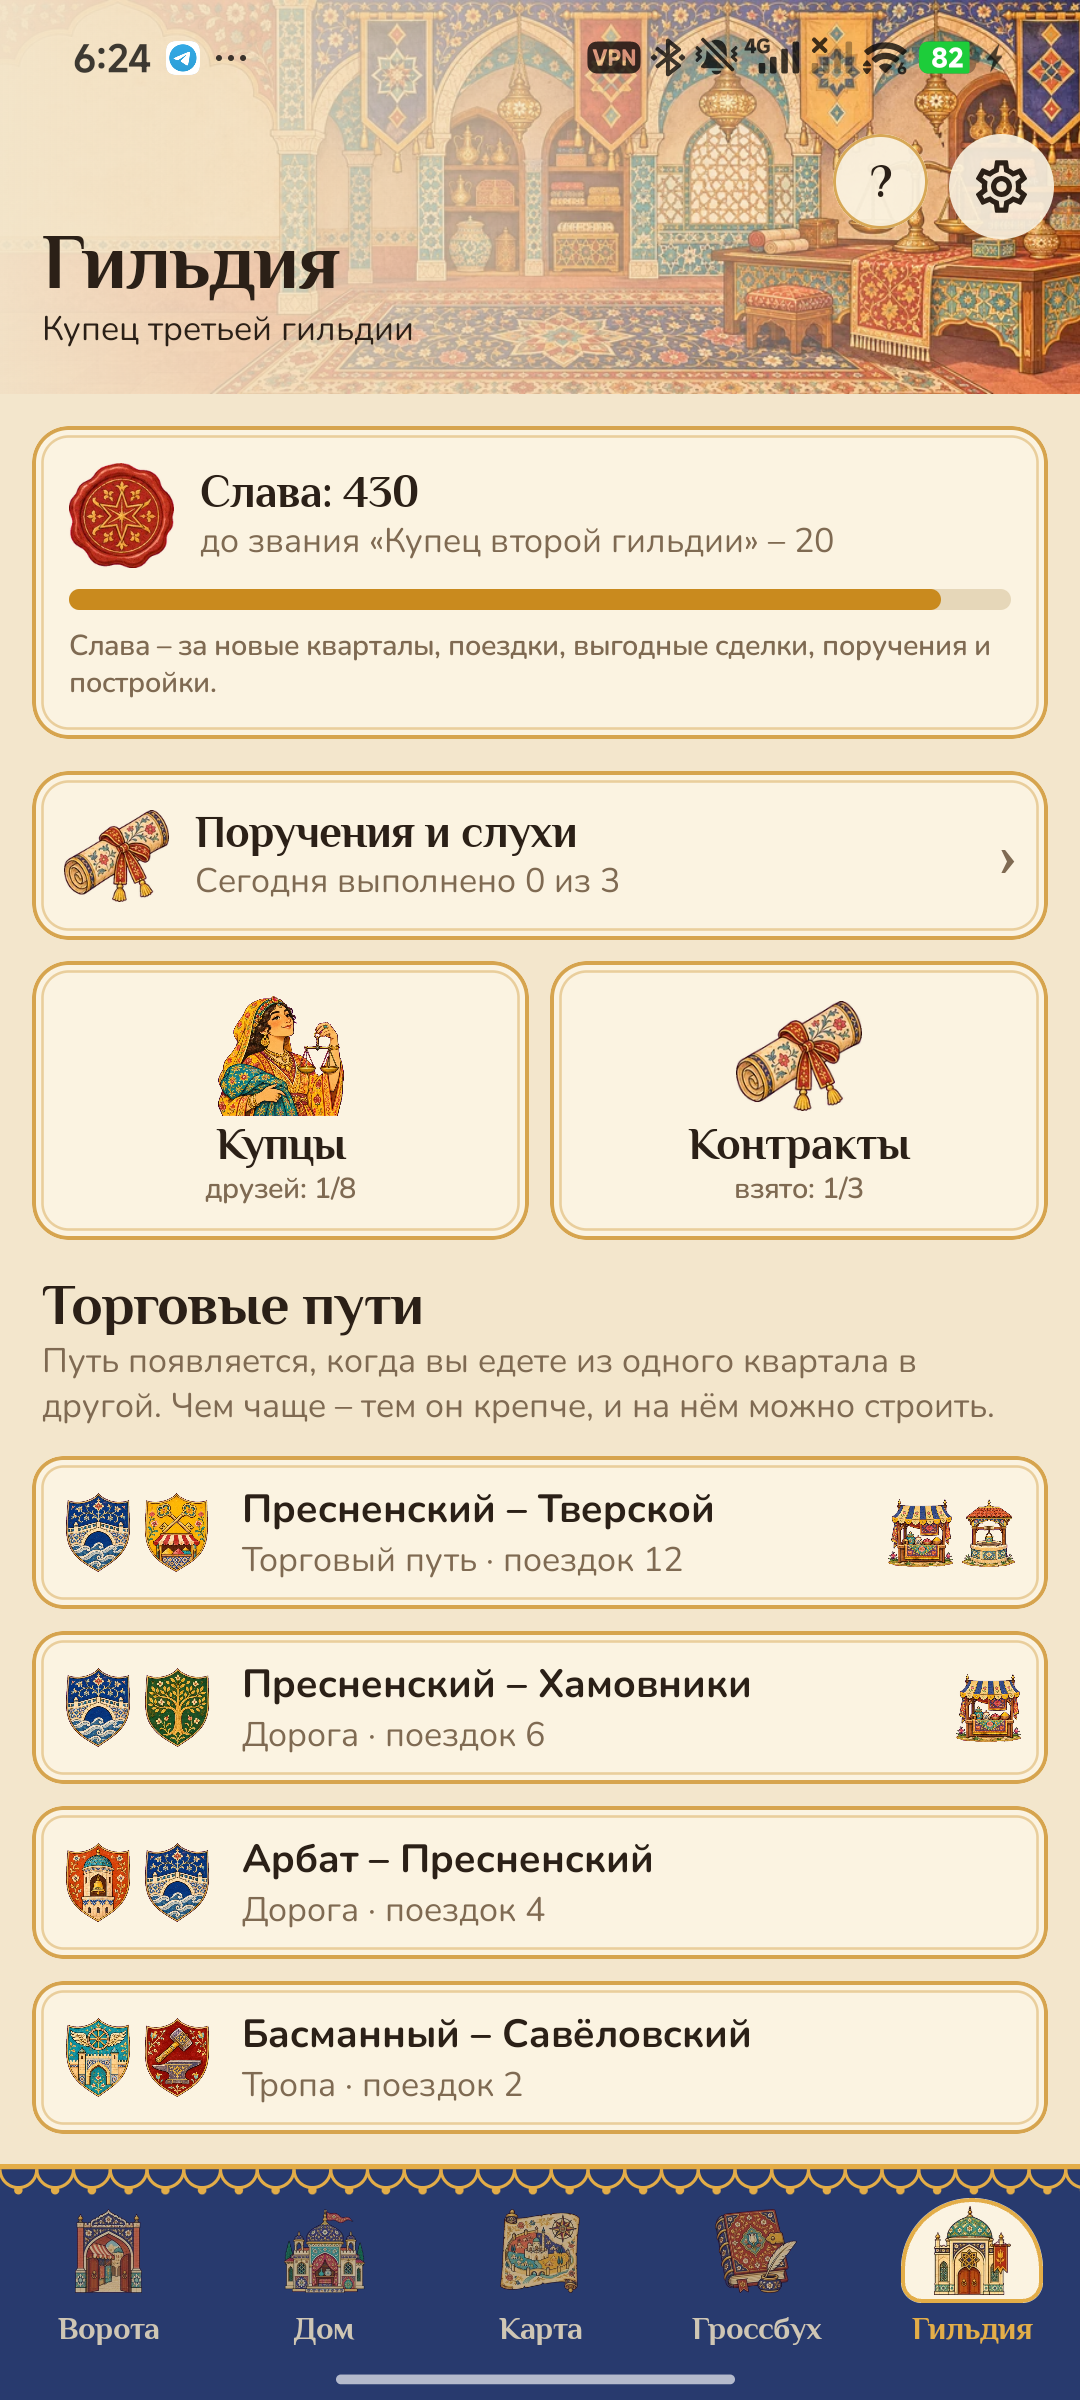 6:24
VPN
4G
6
82
?
Гильдия
Купец третьей гильдии
Слава: 430
до звания «Купец второй гильдии» – 20
Слава – за новые кварталы, поездки, выгодные сделки, поручения и
постройки.
Поручения и слухи
Сегодня выполнено 0 из 3
Купцы
друзей: 1/8
Контракты
взято: 1/3
Торговые пути
Путь появляется, когда вы едете из одного квартала в
другой. Чем чаще – тем он крепче, и на нём можно строить.
Пресненский – Тверской
Торговый путь · поездок 12
Пресненский – Хамовники
Дорога · поездок 6
Арбат – Пресненский
Дорога · поездок 4
Басманный – Савёловский
Тропа · поездок 2
Ворота
Дом
Карта
Гроссбух
Гильдия